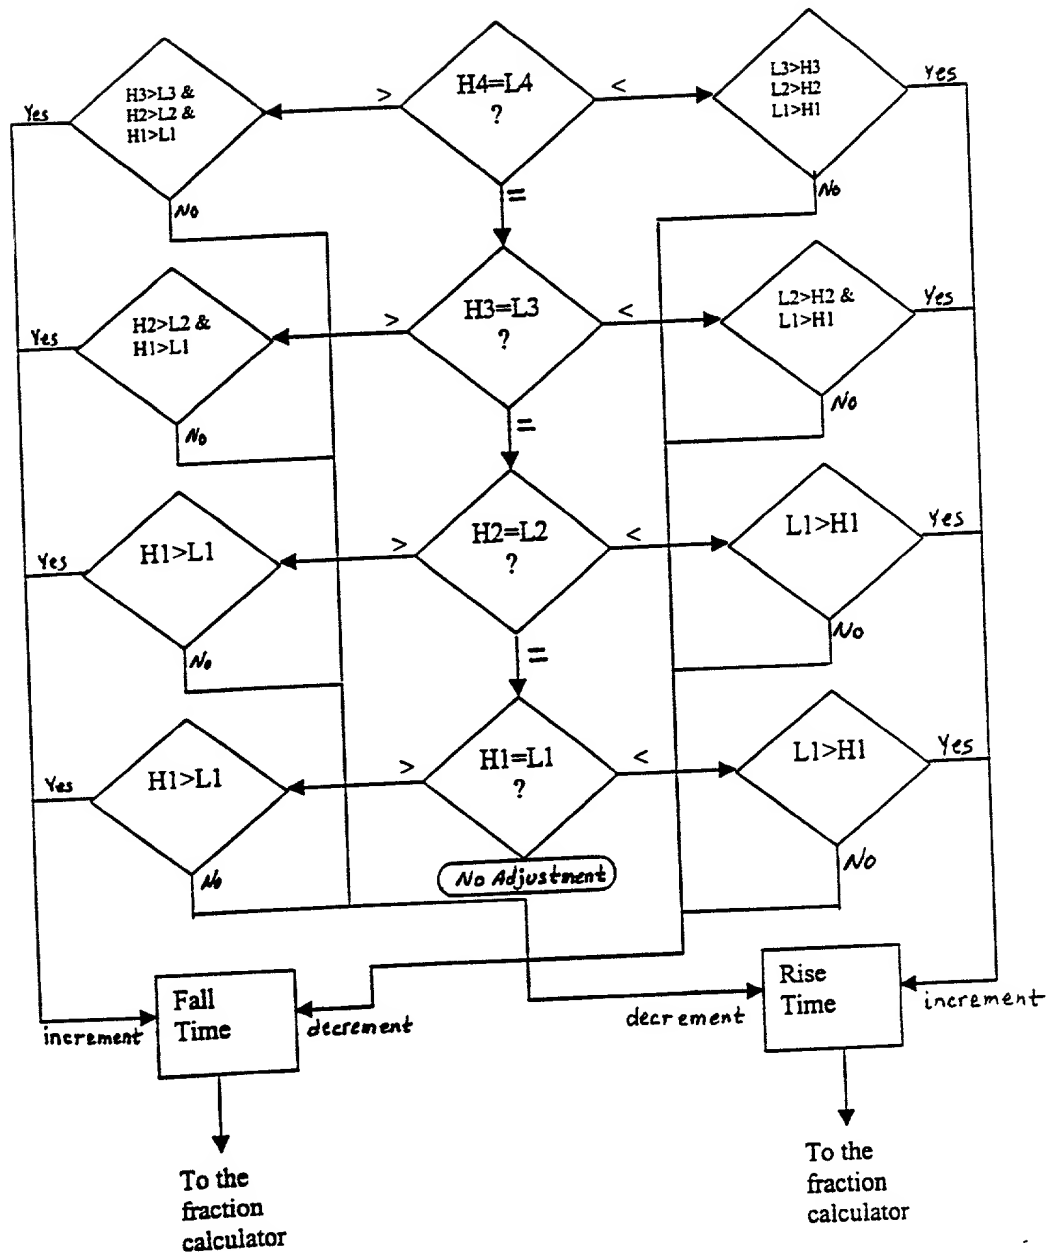 H4=L4
?
>
<
H3>L3 &
H2>L2 &
H1>L1
Yes
No
L3>H3
L2>H2
L1>H1
Yes
No
=
H3=L3
?
>
<
H2>L2 &
H1>L1
Yes
No
L2>H2 &
L1>H1
Yes
No
=
H2=L2
?
>
<
H1>L1
Yes
No
L1>H1
Yes
No
=
H1=L1
?
>
<
H1>L1
Yes
No
L1>H1
Yes
No
No Adjustment
Fall
Time
increment
decrement
Rise
Time
decrement
increment
To the
fraction
calculator
To the
fraction
calculator